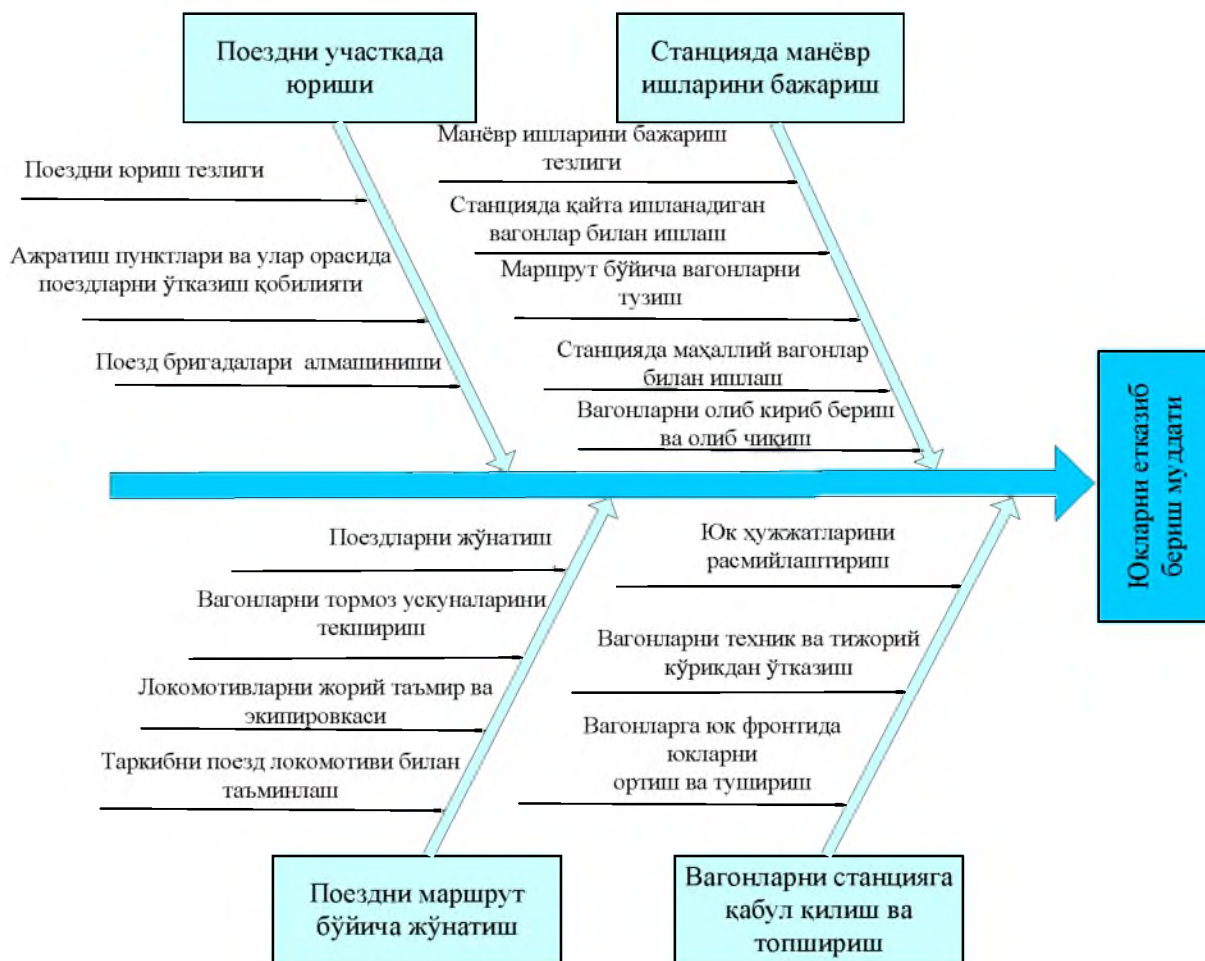 Поездни участкада
юриши
Станцияда манёвр
ишларини бажариш
Поездни юриш тезлиги
Ажратиш пунктлари ва улар орасида
поездларни ўтказиш қобилияти
Поезд бригадалари алмашиниши
Манёвр ишларини бажариш
тезлиги
Станцияда қайта ишланадиган
вагонлар билан ишлаш
Маршрут бўйича вагонларни
тузиш
Станцияда маҳаллий вагонлар
билан ишлаш
Вагонларни олиб кириб бериш
ва олиб чиқиш
Юкларни етказиб
бериш муддати
Поездларни жўнатиш
Вагонларни тормоз ускуналарини
текшириш
Локомотивларни жорий таъмир ва
экипировкаси
Таркибни поезд локомотиви билан
таъминлаш
Юк ҳужжатларини
расмийлаштириш
Вагонларни техник ва тижорий
кўрикдан ўтказиш
Вагонларга юк фронтида
юкларни
ортиш ва тушириш
Поездни маршрут
бўйича жўнатиш
Вагонларни станцияга
қабул қилиш ва
топшириш